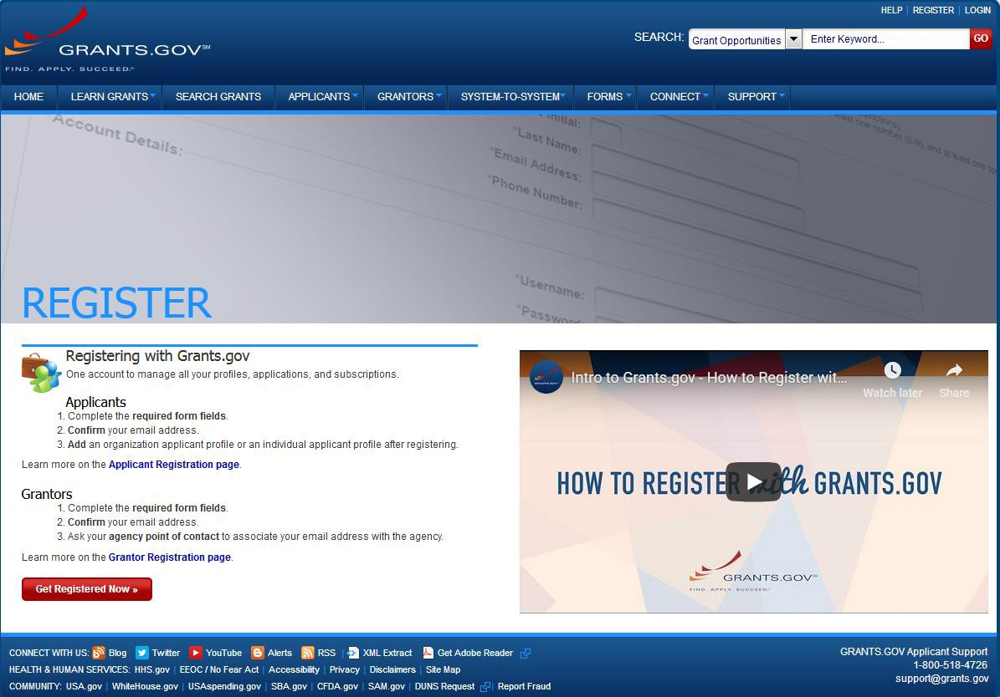 HELP | REGISTER | LOGIN
SEARCH: Grant Opportunities Enter Keyword... GO
GRANTS.GOV℠
FIND. APPLY. SUCCEED.℠
HOME LEARN GRANTS SEARCH GRANTS APPLICANTS GRANTORS SYSTEM-TO-SYSTEM FORMS CONNECT SUPPORT
Account Details:
Initial:
*Last Name:
*Email Address:
*Phone Number:
least one number (0-9), and at least one
*Username:
*Password
REGISTER
Registering with Grants.gov
One account to manage all your profiles, applications, and subscriptions.
Applicants
1. Complete the required form fields.
2. Confirm your email address.
3. Add an organization applicant profile or an individual applicant profile after registering.
Learn more on the Applicant Registration page.
Grantors
1. Complete the required form fields.
2. Confirm your email address.
3. Ask your agency point of contact to associate your email address with the agency.
Learn more on the Grantor Registration page.
Get Registered Now »
Intro to Grants.gov - How to Register wit...
Watch later Share
HOW TO REGISTER with GRANTS.GOV
GRANTS.GOV℠
FIND. APPLY. SUCCEED.℠
CONNECT WITH US: Blog Twitter YouTube Alerts RSS | XML Extract Get Adobe Reader
HEALTH & HUMAN SERVICES: HHS.gov | EEOC / No Fear Act | Accessibility | Privacy | Disclaimers | Site Map
COMMUNITY: USA.gov | WhiteHouse.gov | USAspending.gov | SBA.gov | CFDA.gov | SAM.gov | DUNS Request | Report Fraud
GRANTS.GOV Applicant Support
1-800-518-4726
support@grants.gov